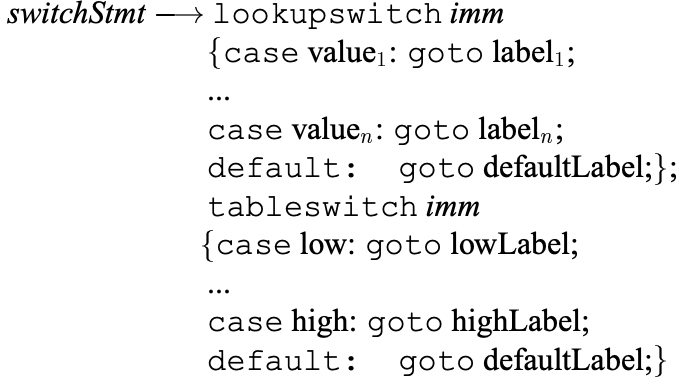 switchStmt ⟶ lookupswitch imm
{case value₁: goto label₁;
...
case valueₙ: goto labelₙ;
default: goto defaultLabel;};
tableswitch imm
{case low: goto lowLabel;
...
case high: goto highLabel;
default: goto defaultLabel;}